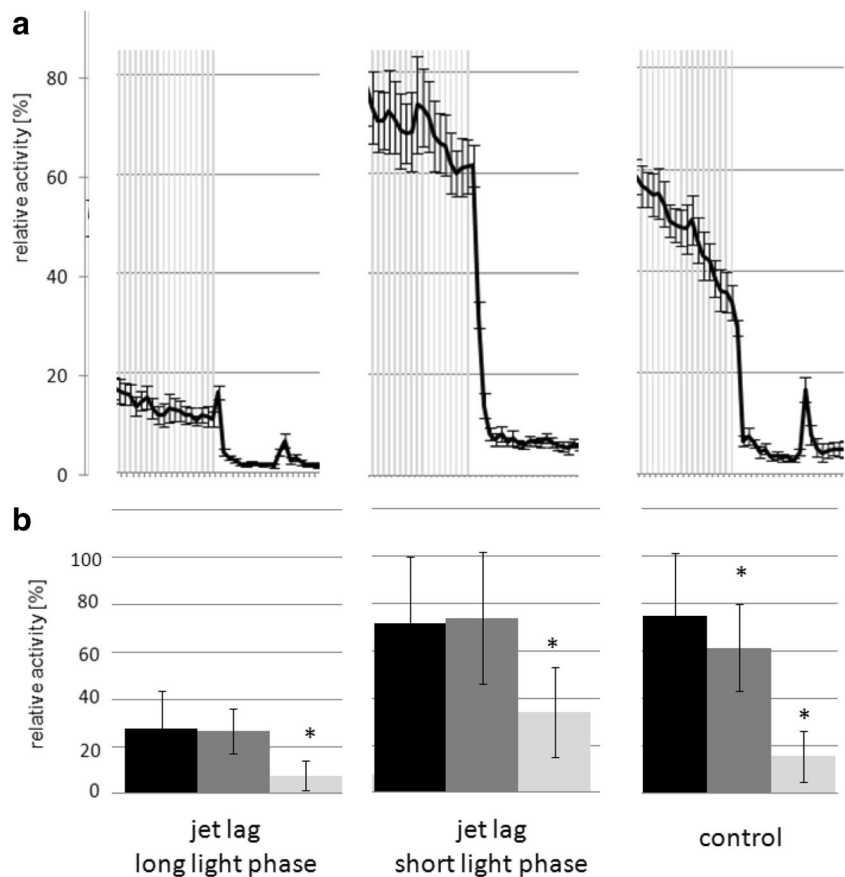 a
relative activity [%]
80
60
40
20
0
b
relative activity [%]
100
80
60
40
20
0
*
*
*
*
jet lag
long light phase
jet lag
short light phase
control